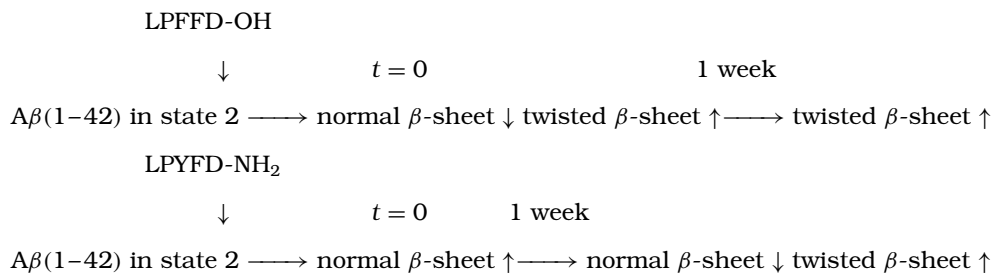 LPFFD-OH
↓ t = 0 1 week
Aβ(1–42) in state 2 ⟶ normal β-sheet ↓ twisted β-sheet ↑⟶ twisted β-sheet ↑
LPYFD-NH₂
↓ t = 0 1 week
Aβ(1–42) in state 2 ⟶ normal β-sheet ↑⟶ normal β-sheet ↓ twisted β-sheet ↑